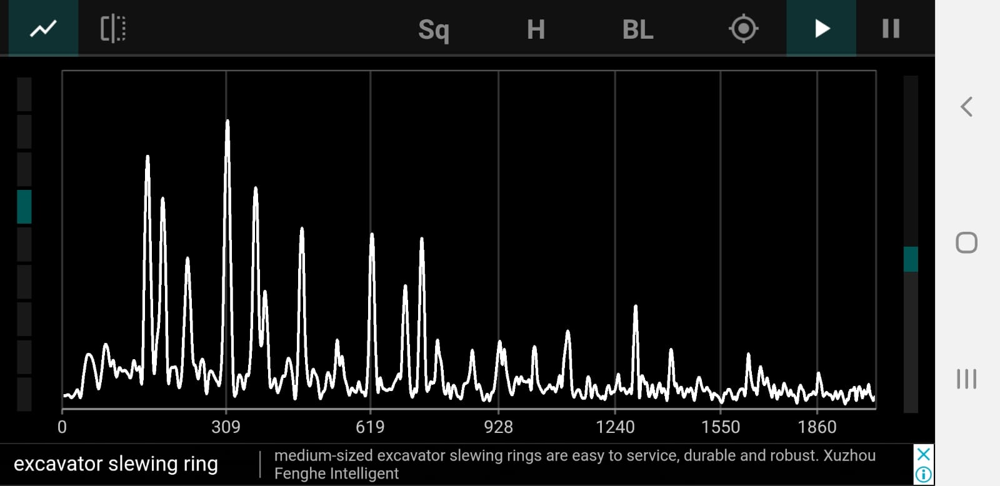 Sq H BL
0 309 619 928 1240 1550 1860
excavator slewing ring
medium-sized excavator slewing rings are easy to service, durable and robust. Xuzhou
Fenghe Intelligent